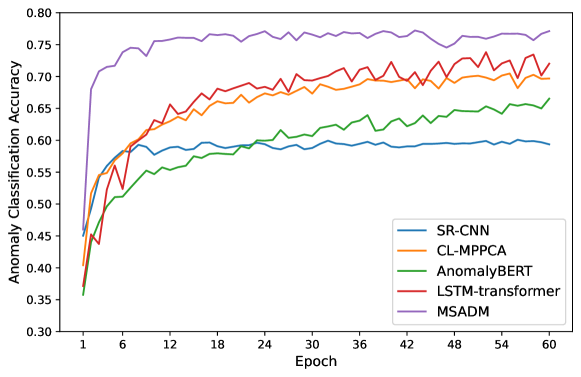 0.80
0.75
0.70
0.65
0.60
0.55
0.50
0.45
0.40
0.35
0.30
Anomaly Classification Accuracy
SR-CNN
CL-MPPCA
AnomalyBERT
LSTM-transformer
MSADM
1 6 12 18 24 30 36 42 48 54 60
Epoch